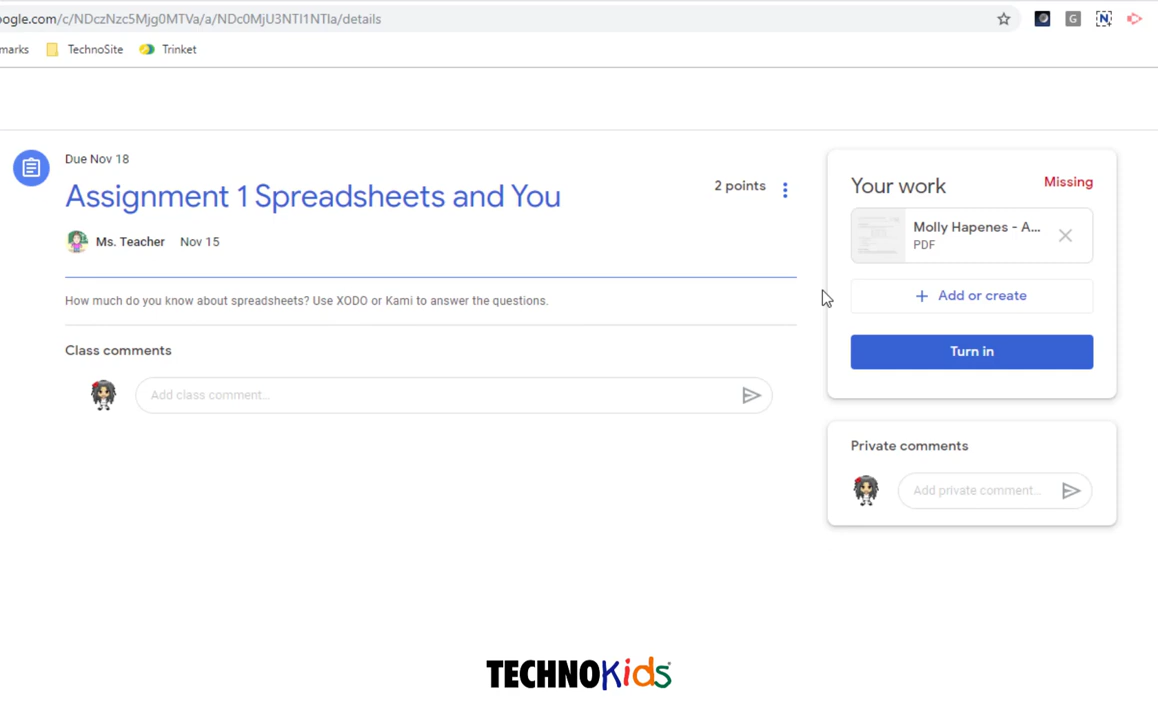 oogle.com/c/NDczNzc5Mjg0MTVa/a/NDc0MjU3NTI1NTIa/details
marks TechnoSite Trinket
G N
Due Nov 18
Assignment 1 Spreadsheets and You
2 points
Ms. Teacher Nov 15
How much do you know about spreadsheets? Use XODO or Kami to answer the questions.
Class comments
Add class comment...
Your work Missing
Molly Hapenes - A...
PDF
+ Add or create
Turn in
Private comments
Add private comment...
TECHNOKids